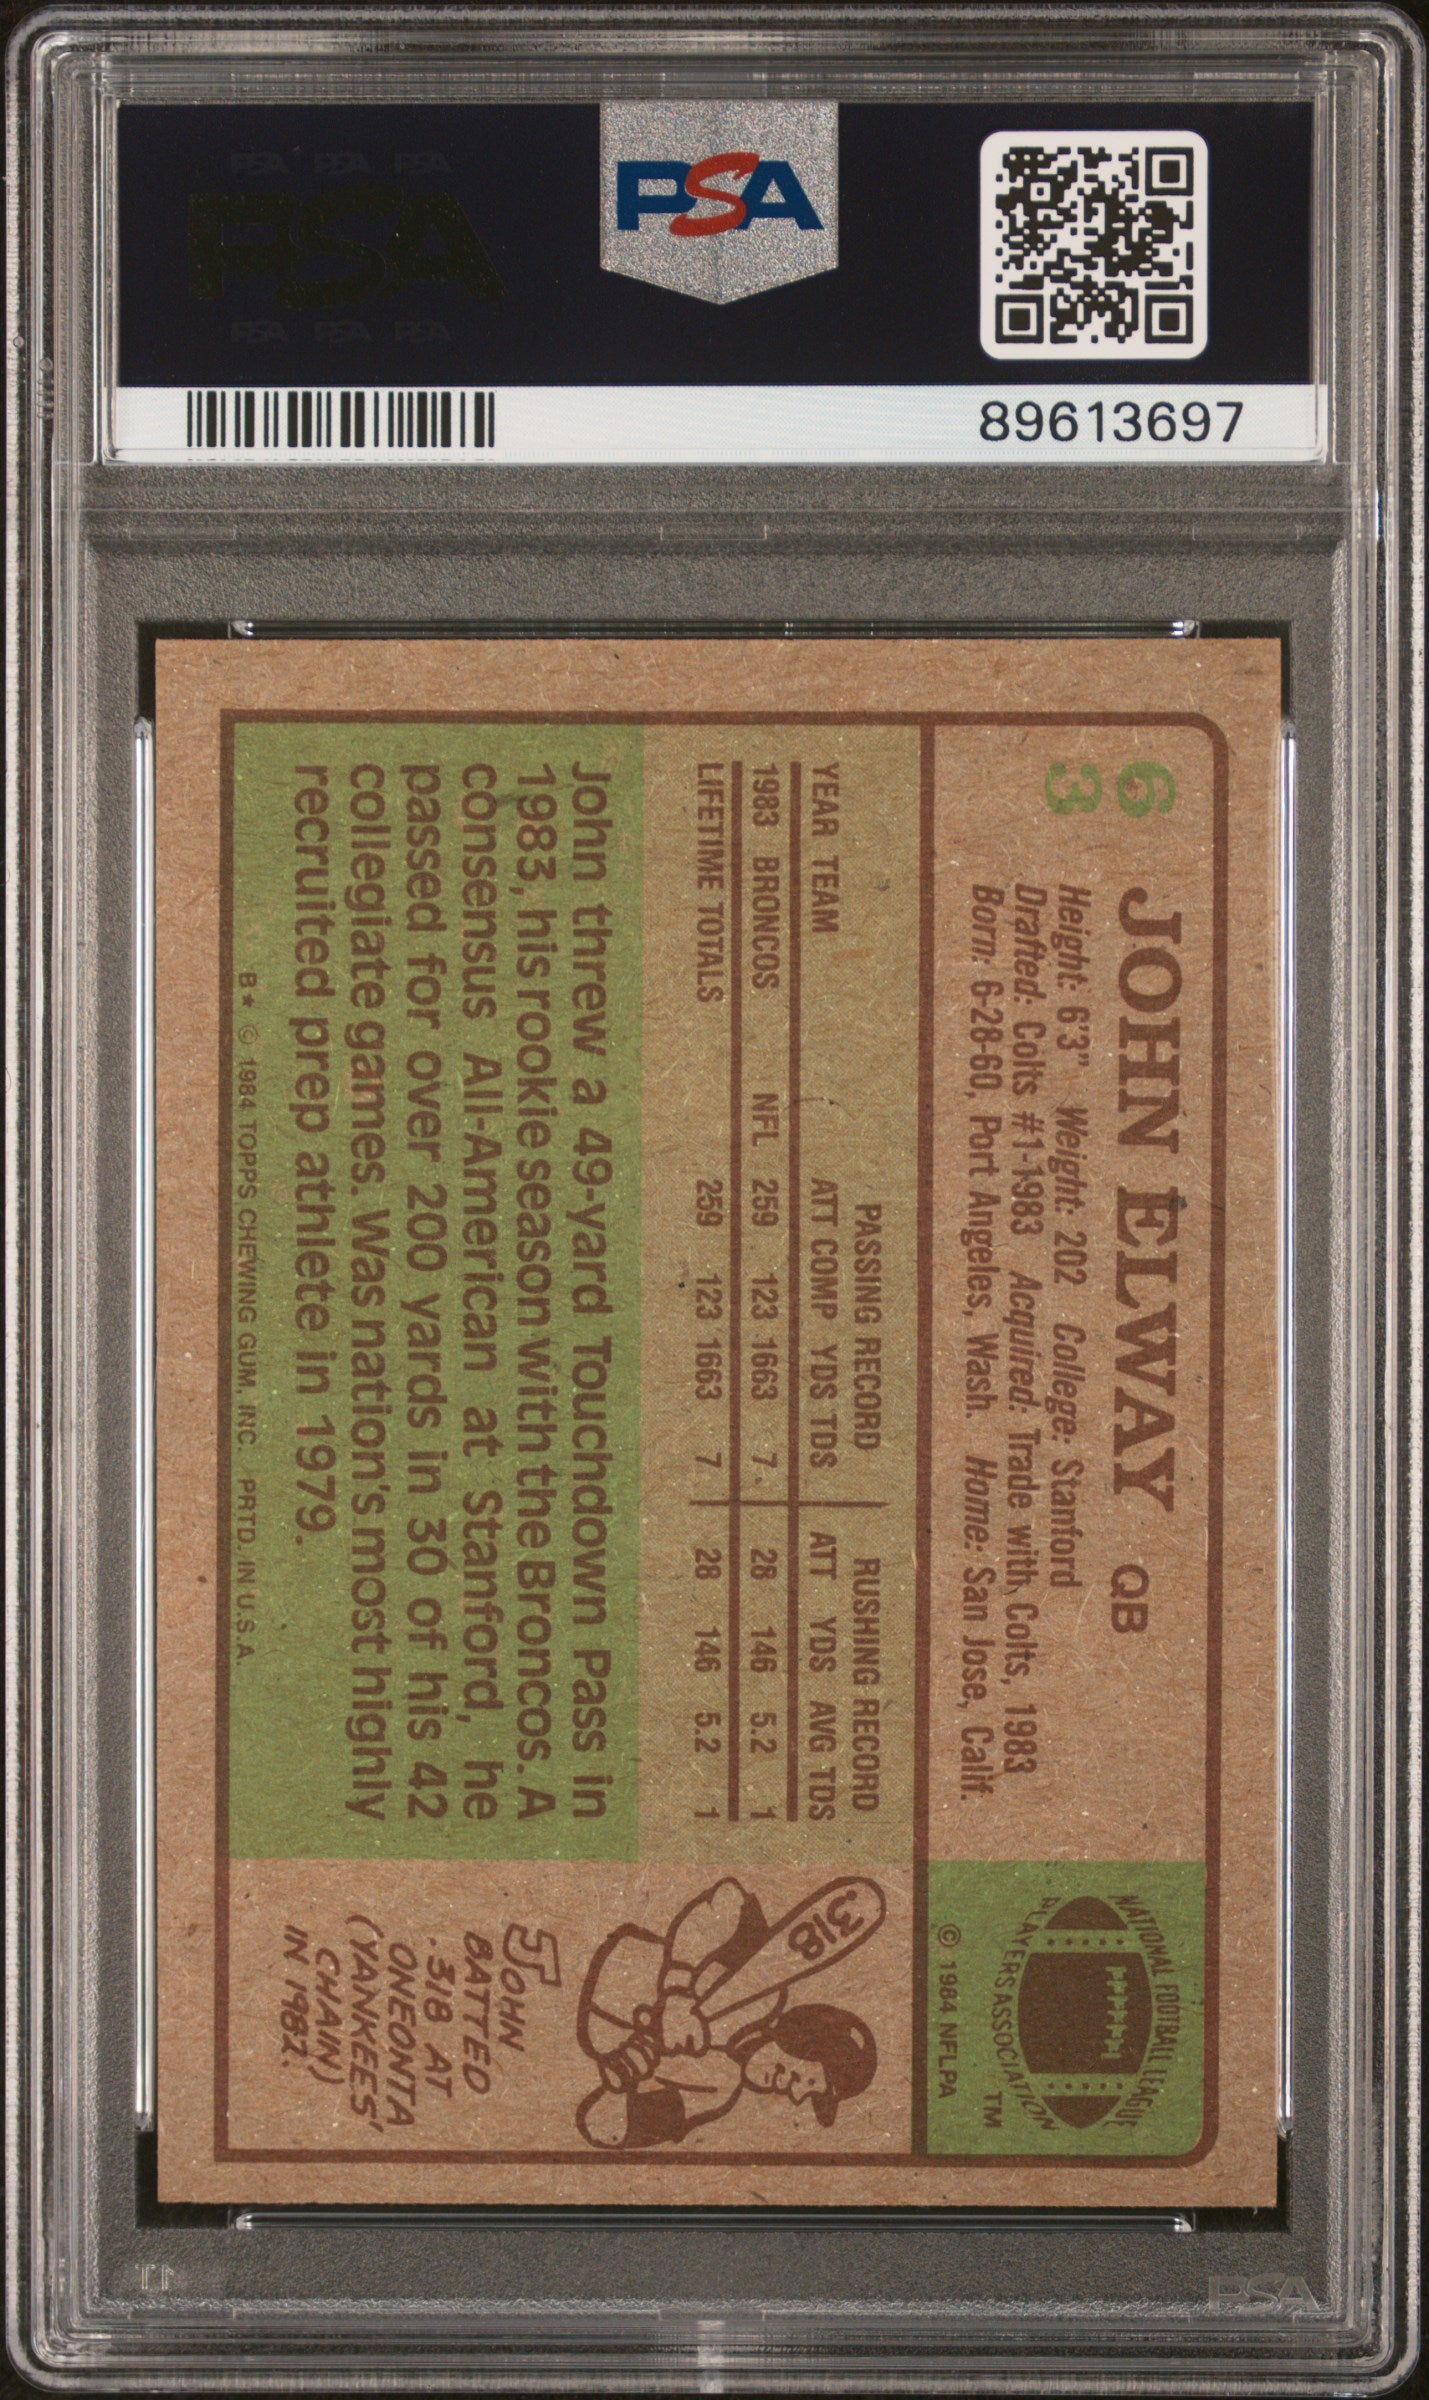 PSA PSA PSA
PSA
PSA PSA PSA
PSA
89613697
63
JOHN ELWAY QB
Height: 6'3" Weight: 202 College: Stanford
Drafted: Colts #1-1983 Acquired: Trade with Colts, 1983
Born: 6-28-60, Port Angeles, Wash. Home: San Jose, Calif.
NATIONAL FOOTBALL LEAGUE
PLAYERS ASSOCIATION TM
© 1984 NFLPA
PASSING RECORD RUSHING RECORD
YEAR TEAM ATT COMP YDS TDS ATT YDS AVG TDS
1983 BRONCOS NFL 259 123 1663 7 28 146 5.2 1
LIFETIME TOTALS 259 123 1663 7 28 146 5.2 1
John threw a 49-yard Touchdown Pass in
1983, his rookie season with the Broncos. A
consensus All-American at Stanford, he
passed for over 200 yards in 30 of his 42
collegiate games. Was nation's most highly
recruited prep athlete in 1979.
318
JOHN
BATTED
.318 AT
ONEONTA
(YANKEES'
CHAIN)
IN 1982.
B* © 1984 TOPPS CHEWING GUM, INC. PRTD. IN U.S.A.
PSA